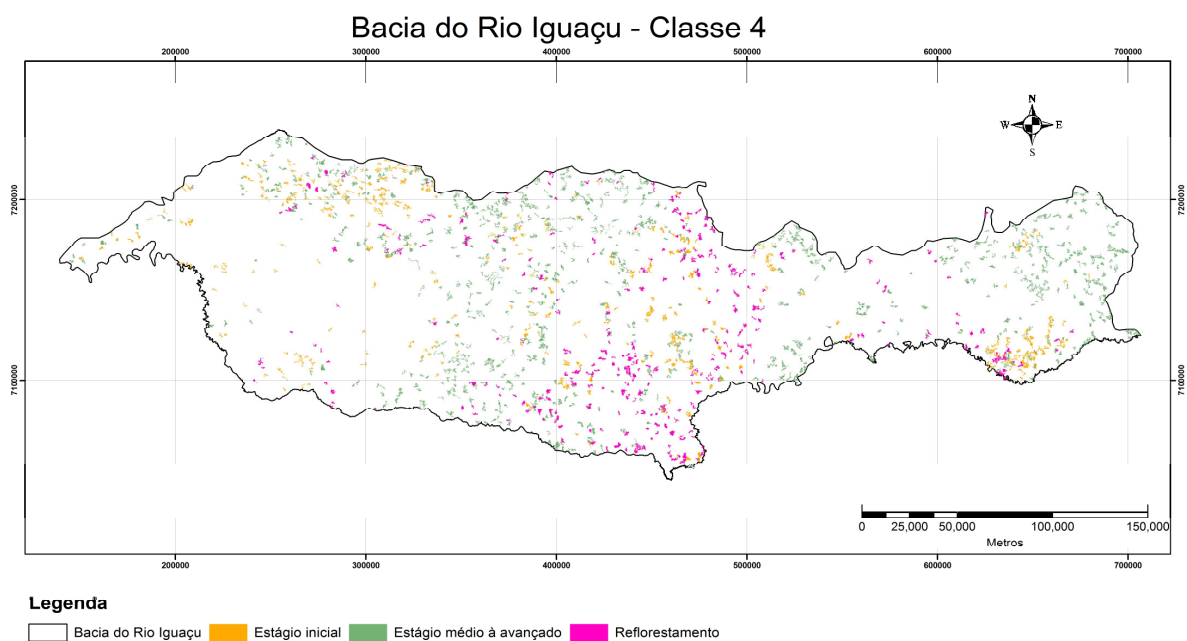 Bacia do Rio Iguaçu - Classe 4
200000 300000 400000 500000 600000 700000
N
W E
S
7200000 7200000
7100000 7100000
0 25,000 50,000 100,000 150,000
Metros
200000 300000 400000 500000 600000 700000
Legenda
Bacia do Rio Iguaçu Estágio inicial Estágio médio à avançado Reflorestamento